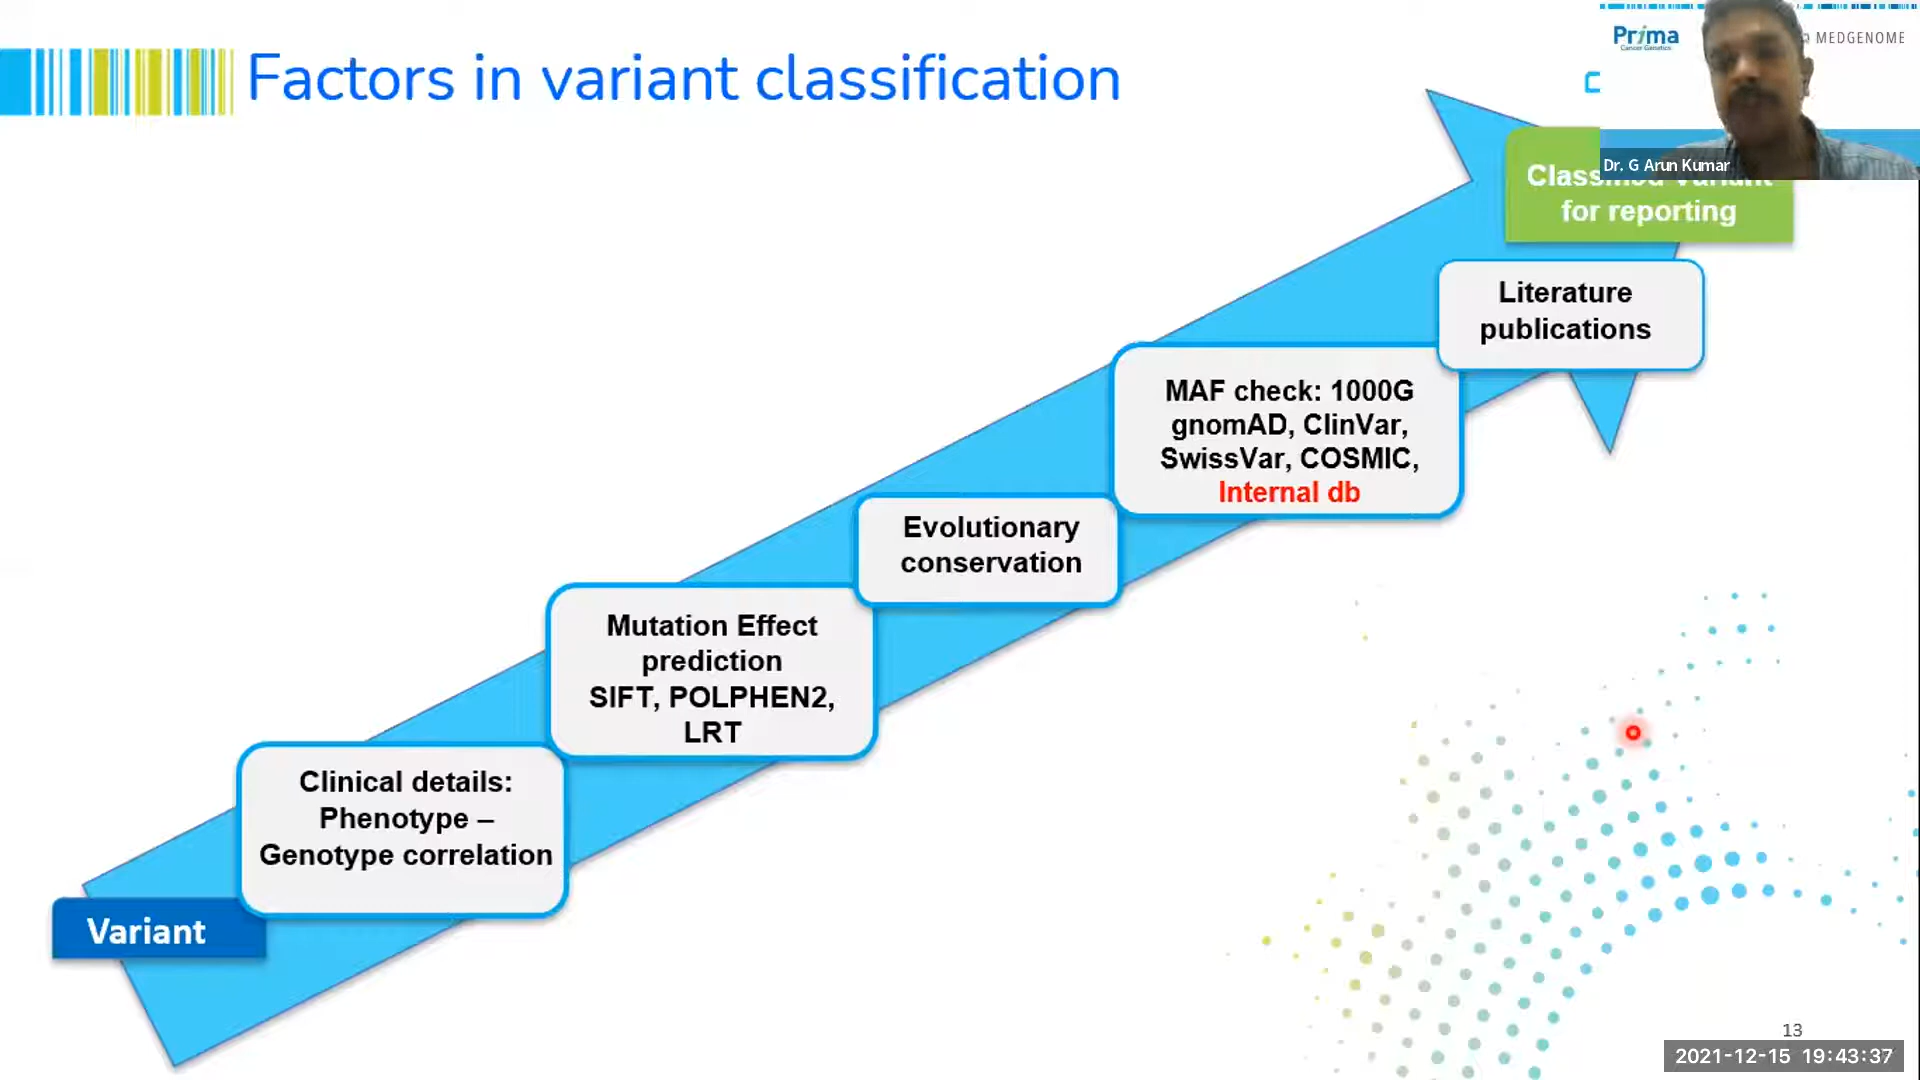 Factors in variant classification
Prima
Cancer Genetics
MEDGENOME
Dr. G Arun Kumar
for reporting
Literature
publications
MAF check: 1000G
gnomAD, ClinVar,
SwissVar, COSMIC,
Internal db
Evolutionary
conservation
Mutation Effect
prediction
SIFT, POLPHEN2,
LRT
Clinical details:
Phenotype –
Genotype correlation
Variant
13
2021-12-15 19:43:37